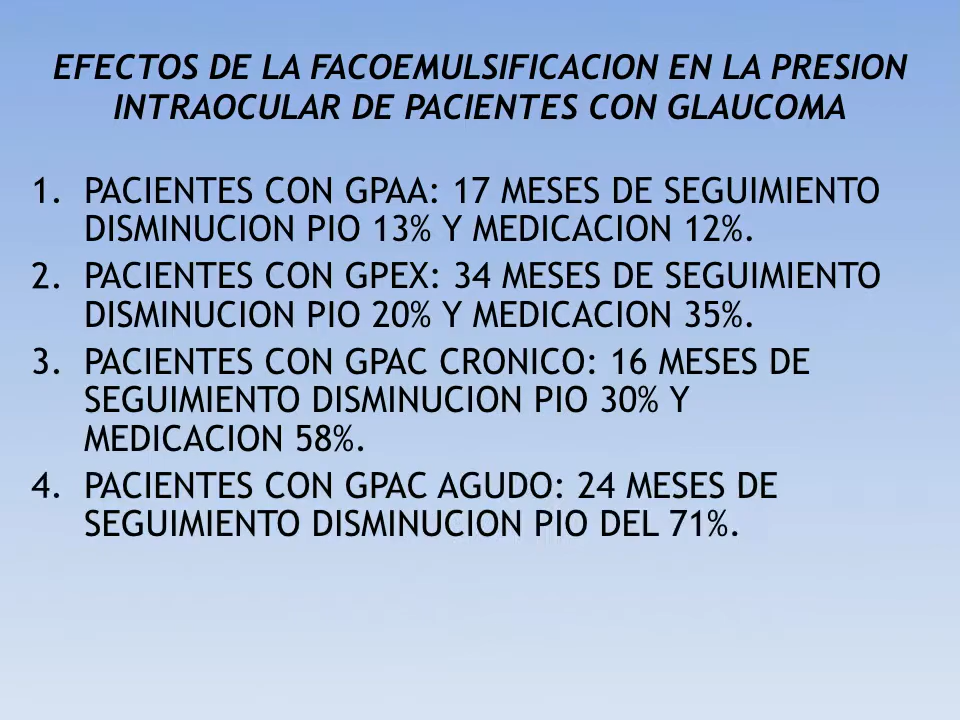 EFECTOS DE LA FACOEMULSIFICACION EN LA PRESION
INTRAOCULAR DE PACIENTES CON GLAUCOMA
1. PACIENTES CON GPAA: 17 MESES DE SEGUIMIENTO
DISMINUCION PIO 13% Y MEDICACION 12%.
2. PACIENTES CON GPEX: 34 MESES DE SEGUIMIENTO
DISMINUCION PIO 20% Y MEDICACION 35%.
3. PACIENTES CON GPAC CRONICO: 16 MESES DE
SEGUIMIENTO DISMINUCION PIO 30% Y
MEDICACION 58%.
4. PACIENTES CON GPAC AGUDO: 24 MESES DE
SEGUIMIENTO DISMINUCION PIO DEL 71%.